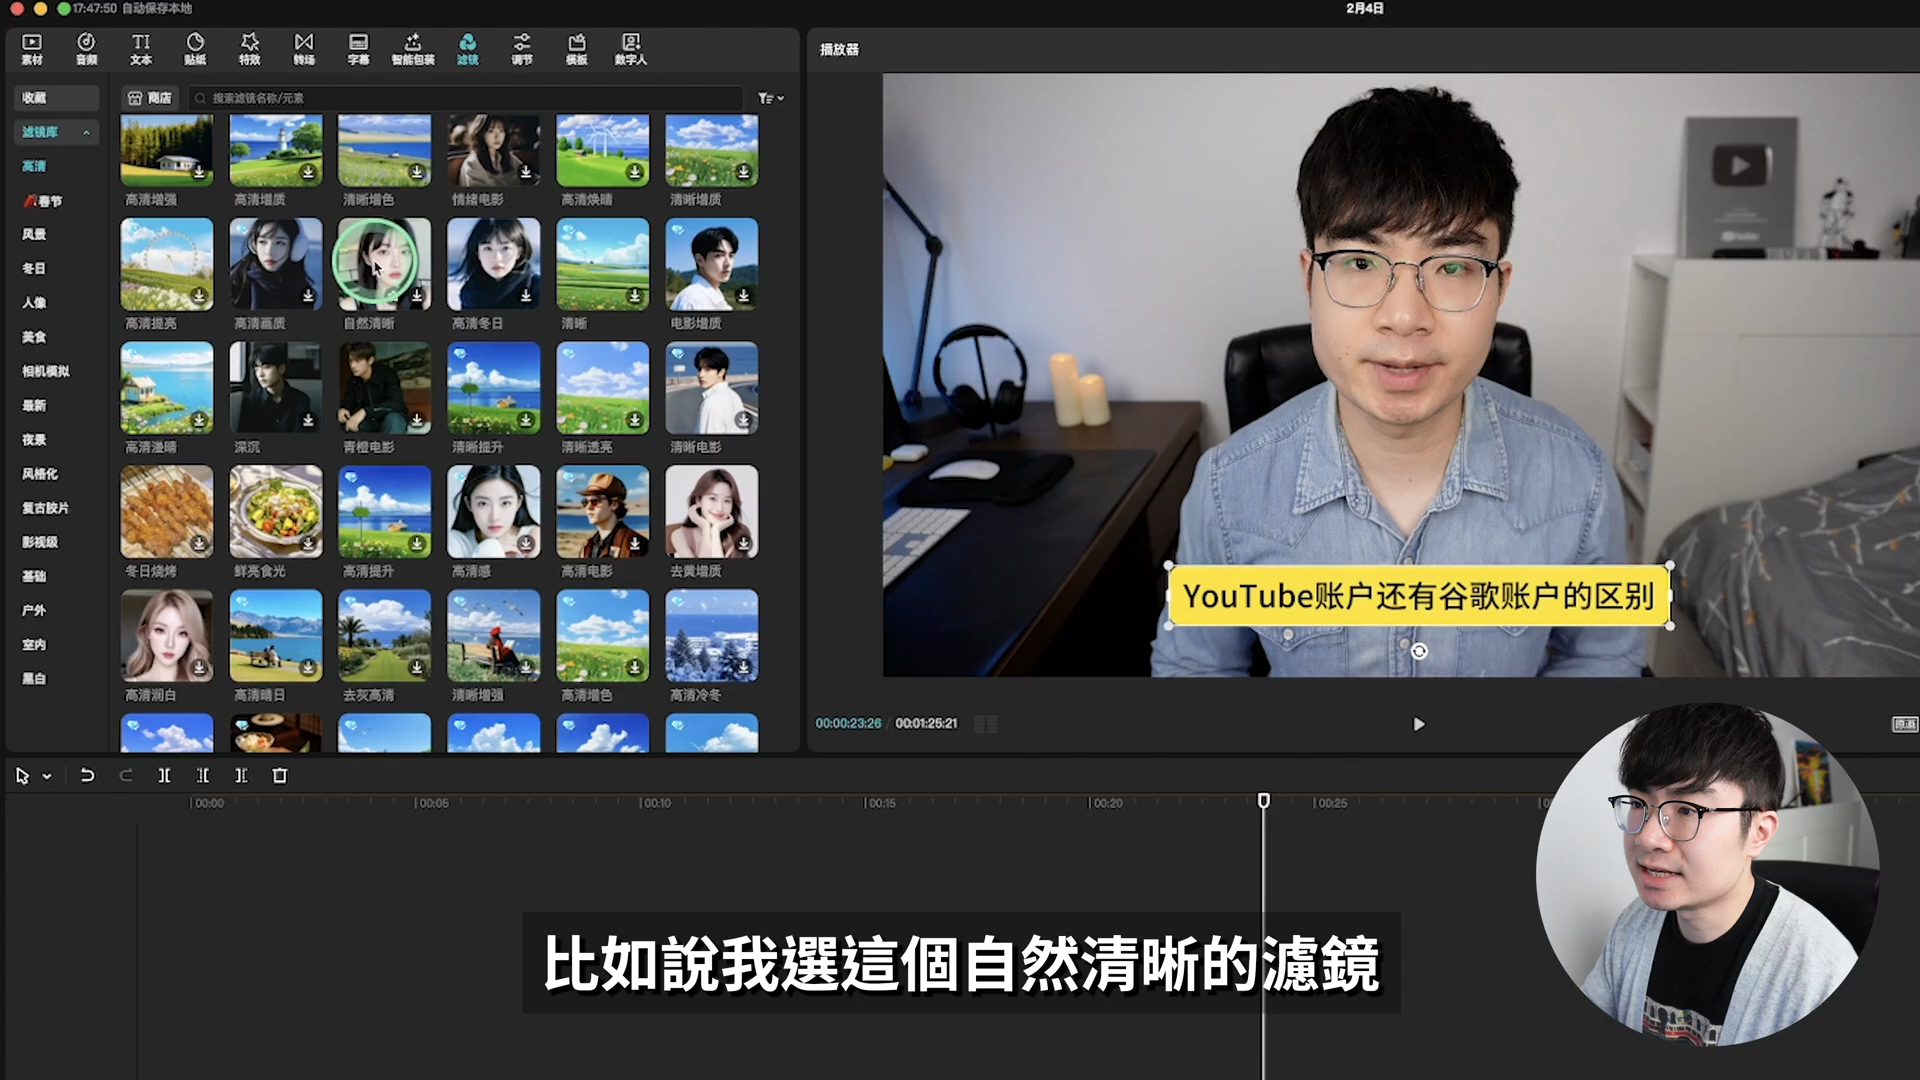 17:47:50 自动保存本地
2月4日
素材 音频 文本 贴纸 特效 转场 字幕 智能包装 滤镜 调节 模板 数字人
播放器
收藏
商店
搜索滤镜名称/元素
滤镜库
高清
春节
风景
冬日
人像
美食
相机模拟
最新
夜景
风格化
复古胶片
影视级
基础
户外
室内
黑白
高清增强 高清增质 清晰增色 情绪电影 高清焕晴 清晰增质
高清提亮 高清画质 自然清晰 高清冬日 清晰 电影增质
高清漫晴 深沉 青橙电影 清晰提升 清晰透亮 清晰电影
冬日烧烤 鲜亮食光 高清提升 高清感 高清电影 去黄增质
高清润白 高清晴日 去灰高清 清晰增强 高清增色 高清冷冬
YouTube账户还有谷歌账户的区别
00:00:23:26 / 00:01:25:21
原画
00:00 00:05 00:10 00:15 00:20 00:25
比如說我選這個自然清晰的濾鏡